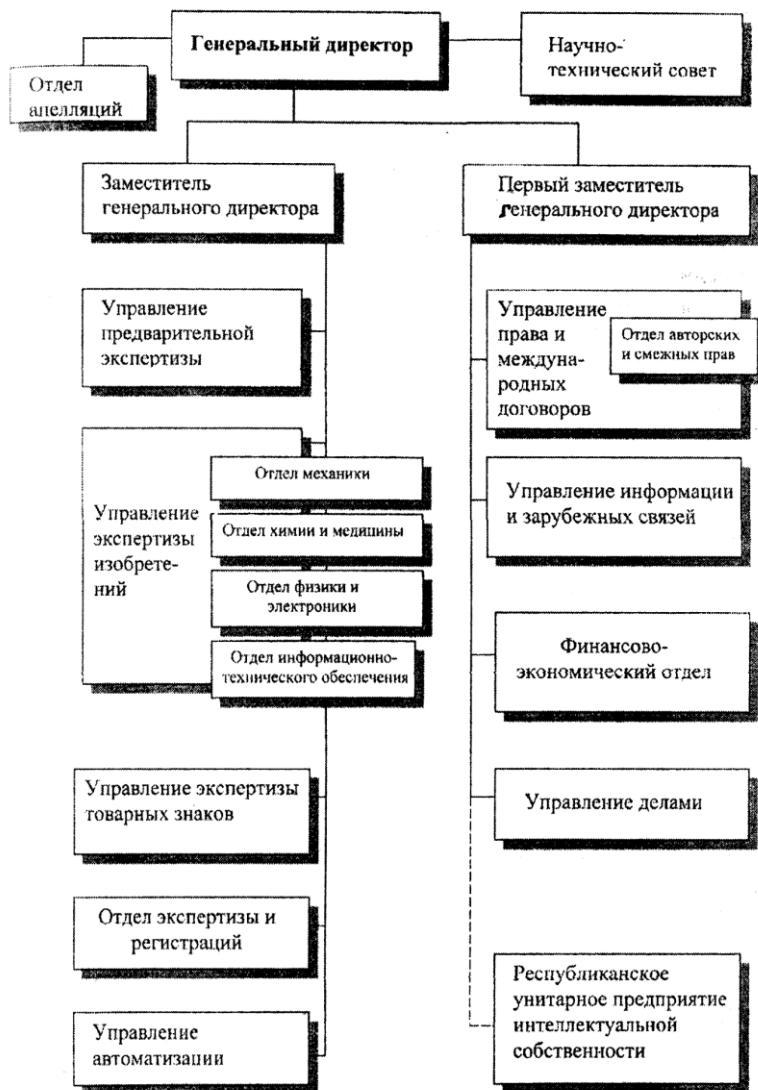 Генеральный директор
Научно-
технический совет
Отдел
апелляций
Заместитель
генерального директора
Первый заместитель
генерального директора
Управление
предварительной
экспертизы
Управление
экспертизы
изобрете-
ний
Отдел механики
Отдел химии и медицины
Отдел физики и
электроники
Отдел информационно-
технического обеспечения
Управление экспертизы
товарных знаков
Отдел экспертизы и
регистраций
Управление
автоматизации
Управление
права и
междуна-
родных
договоров
Отдел авторских
и смежных прав
Управление информации
и зарубежных связей
Финансово-
экономический отдел
Управление делами
Республиканское
унитарное предприятие
интеллектуальной
собственности